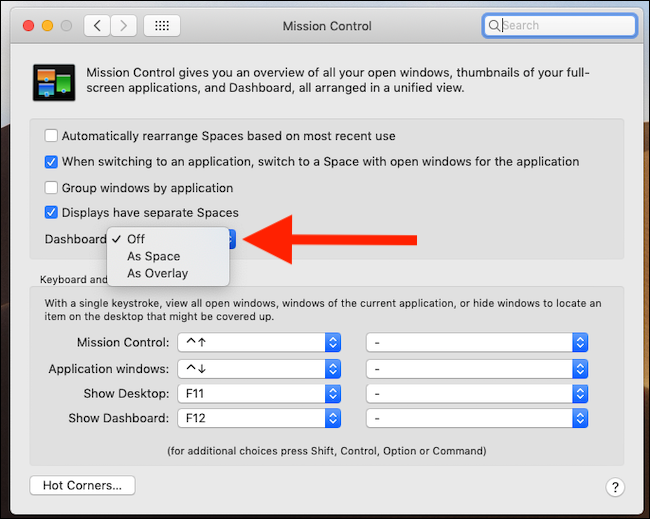 Mission Control
Search
Mission Control gives you an overview of all your open windows, thumbnails of your full-
screen applications, and Dashboard, all arranged in a unified view.
Automatically rearrange Spaces based on most recent use
When switching to an application, switch to a Space with open windows for the application
Group windows by application
Displays have separate Spaces
Dashboard ✓ Off
As Space
As Overlay
Keyboard and
With a single keystroke, view all open windows, windows of the current application, or hide windows to locate an
item on the desktop that might be covered up.
Mission Control: ^↑ -
Application windows: ^↓ -
Show Desktop: F11 -
Show Dashboard: F12 -
(for additional choices press Shift, Control, Option or Command)
Hot Corners... ?